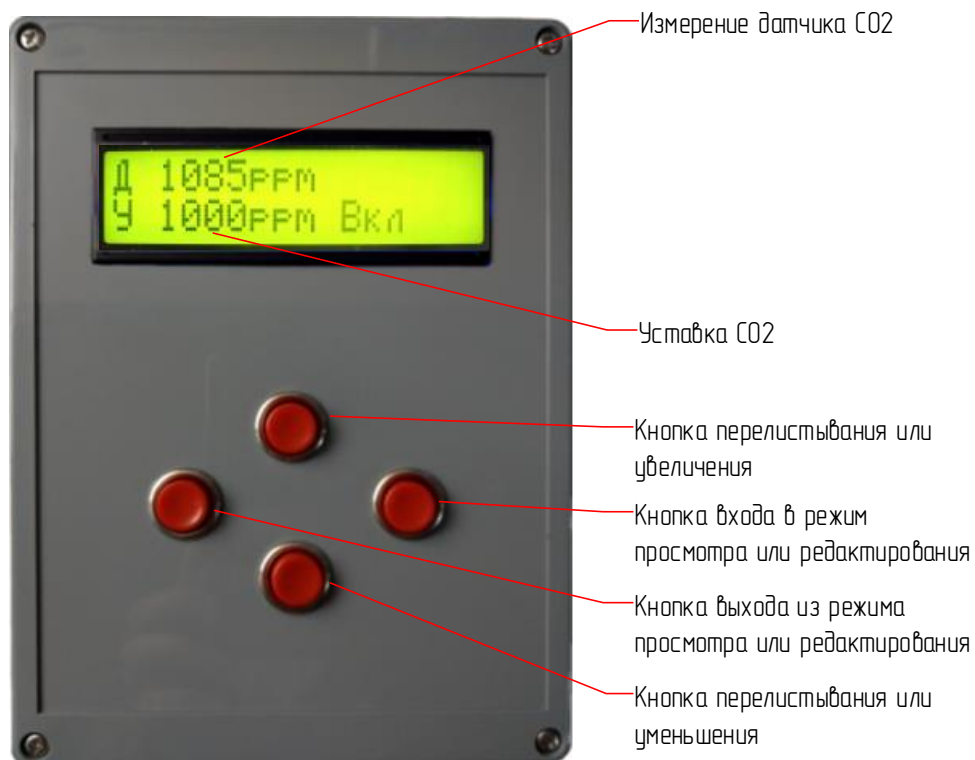 Измерение датчика СО2
Д 1085ppm
У 1000ppm Вкл
Уставка СО2
Кнопка перелистывания или
увеличения
Кнопка входа в режим
просмотра или редактирования
Кнопка выхода из режима
просмотра или редактирования
Кнопка перелистывания или
уменьшения